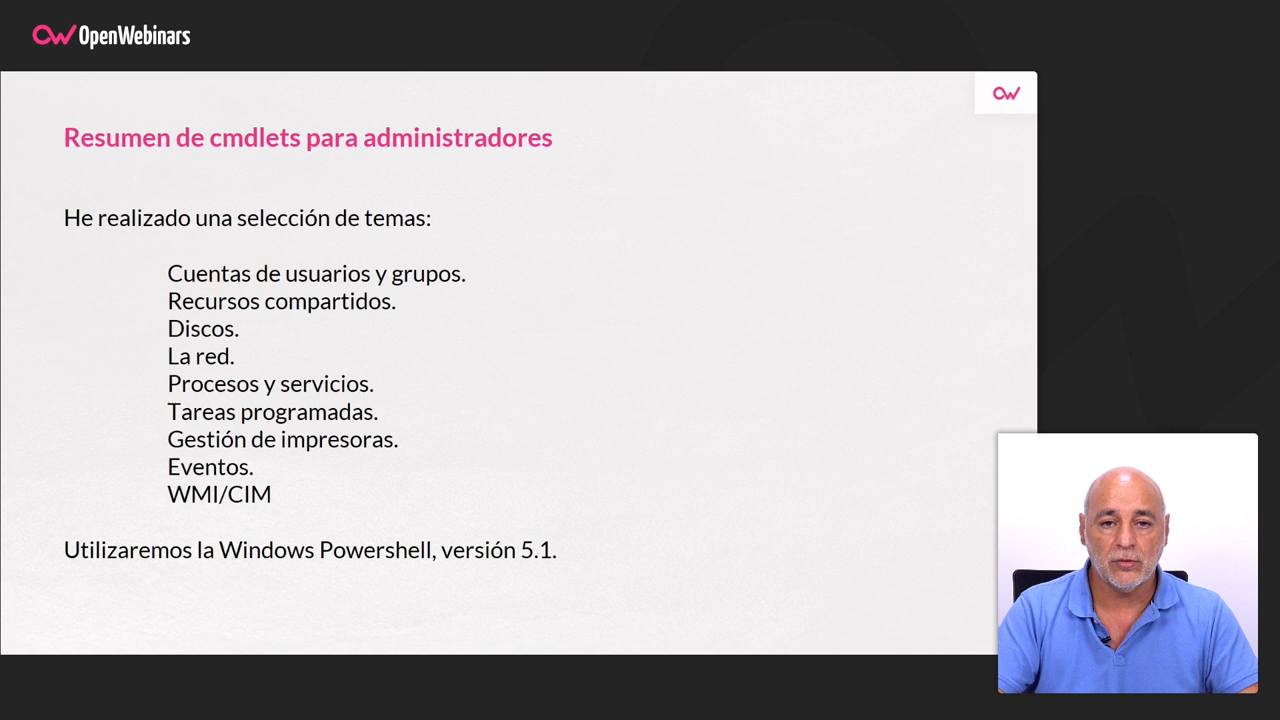 OpenWebinars
Resumen de cmdlets para administradores
He realizado una selección de temas:
Cuentas de usuarios y grupos.
Recursos compartidos.
Discos.
La red.
Procesos y servicios.
Tareas programadas.
Gestión de impresoras.
Eventos.
WMI/CIM
Utilizaremos la Windows Powershell, versión 5.1.